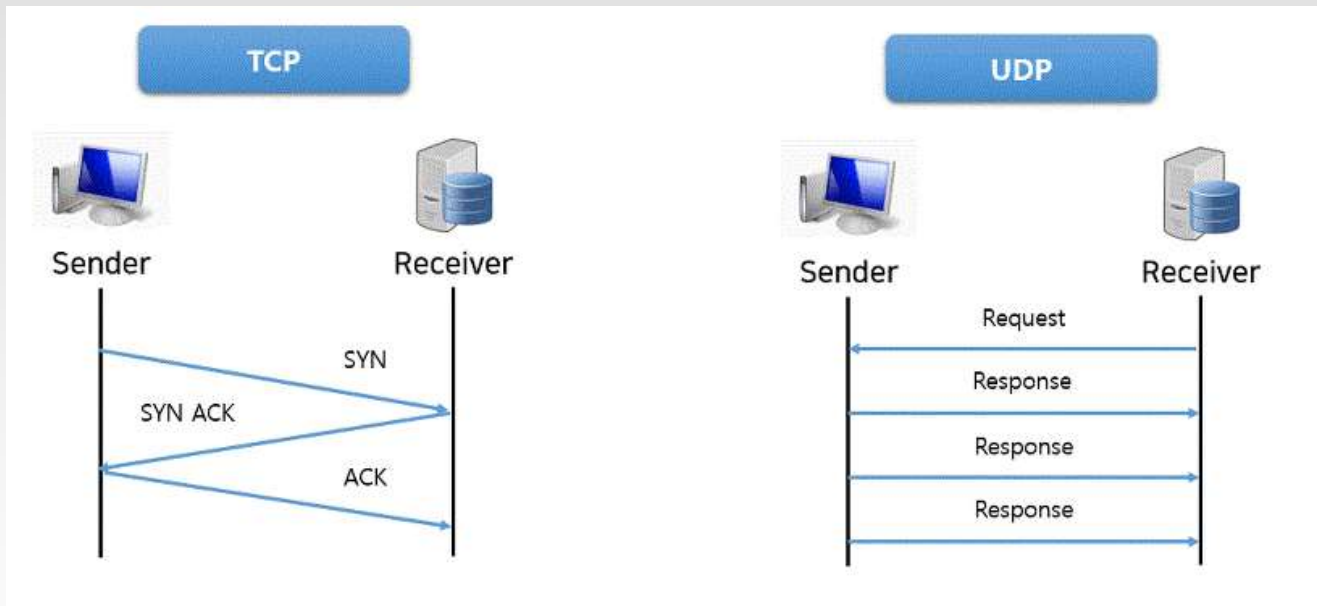 TCP
Sender
Receiver
SYN
SYN ACK
ACK
UDP
Sender
Receiver
Request
Response
Response
Response